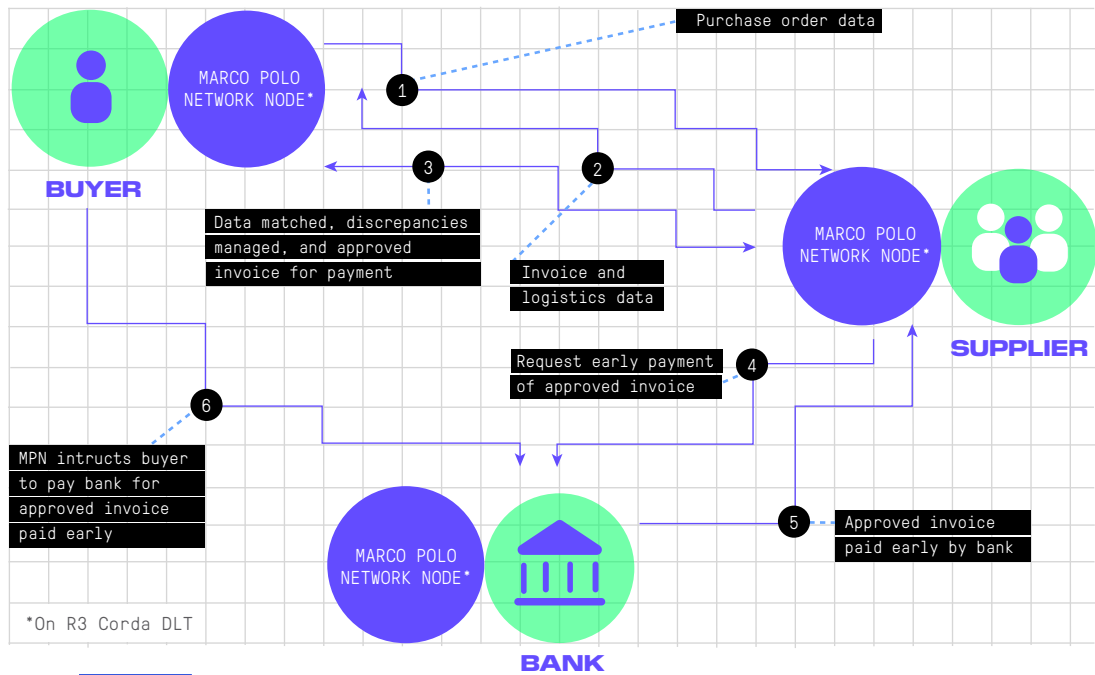 Purchase order data
MARCO POLO
NETWORK NODE*
1
BUYER
3
2
Data matched, discrepancies
managed, and approved
invoice for payment
Invoice and
logistics data
MARCO POLO
NETWORK NODE*
SUPPLIER
Request early payment
of approved invoice
4
6
MPN intructs buyer
to pay bank for
approved invoice
paid early
5
Approved invoice
paid early by bank
MARCO POLO
NETWORK NODE*
*On R3 Corda DLT
BANK